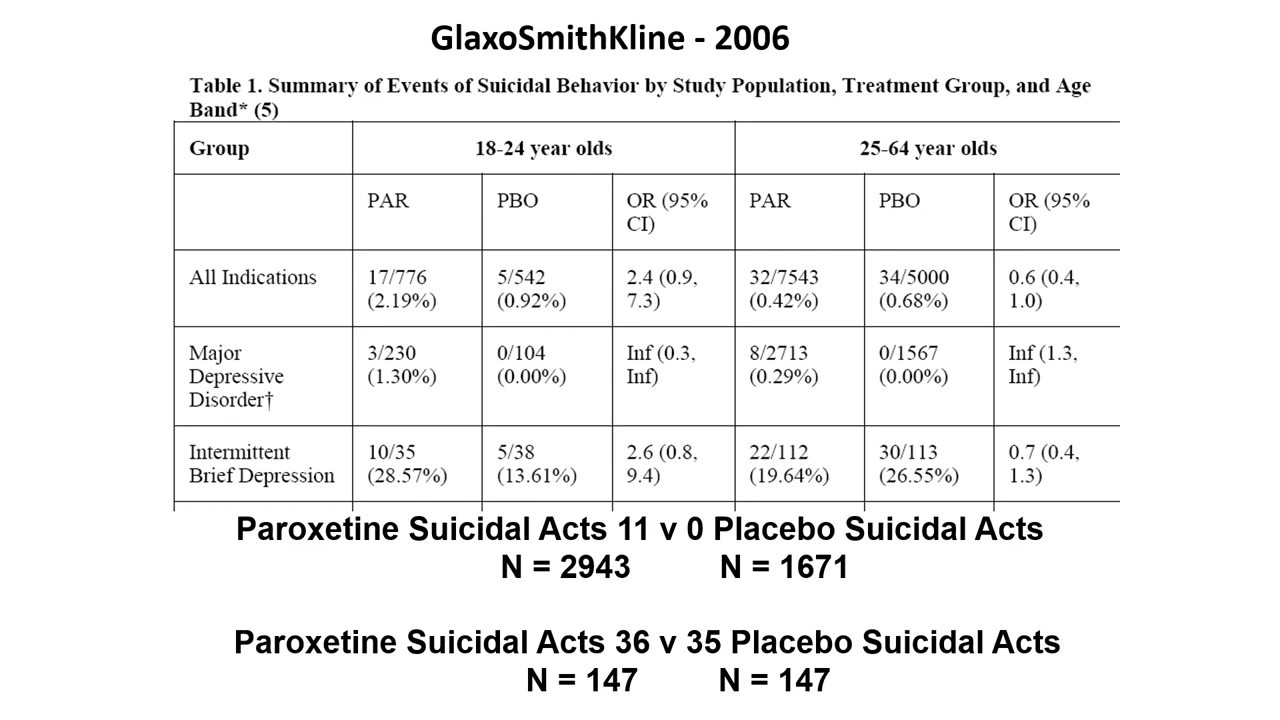 GlaxoSmithKline - 2006
Table 1. Summary of Events of Suicidal Behavior by Study Population, Treatment Group, and Age
Band* (5)
Group 18-24 year olds 25-64 year olds
PAR PBO OR (95% CI) PAR PBO OR (95% CI)
All Indications 17/776 (2.19%) 5/542 (0.92%) 2.4 (0.9, 7.3) 32/7543 (0.42%) 34/5000 (0.68%) 0.6 (0.4, 1.0)
Major Depressive Disorder† 3/230 (1.30%) 0/104 (0.00%) Inf (0.3, Inf) 8/2713 (0.29%) 0/1567 (0.00%) Inf (1.3, Inf)
Intermittent Brief Depression 10/35 (28.57%) 5/38 (13.61%) 2.6 (0.8, 9.4) 22/112 (19.64%) 30/113 (26.55%) 0.7 (0.4, 1.3)
Paroxetine Suicidal Acts 11 v 0 Placebo Suicidal Acts
N = 2943 N = 1671
Paroxetine Suicidal Acts 36 v 35 Placebo Suicidal Acts
N = 147 N = 147